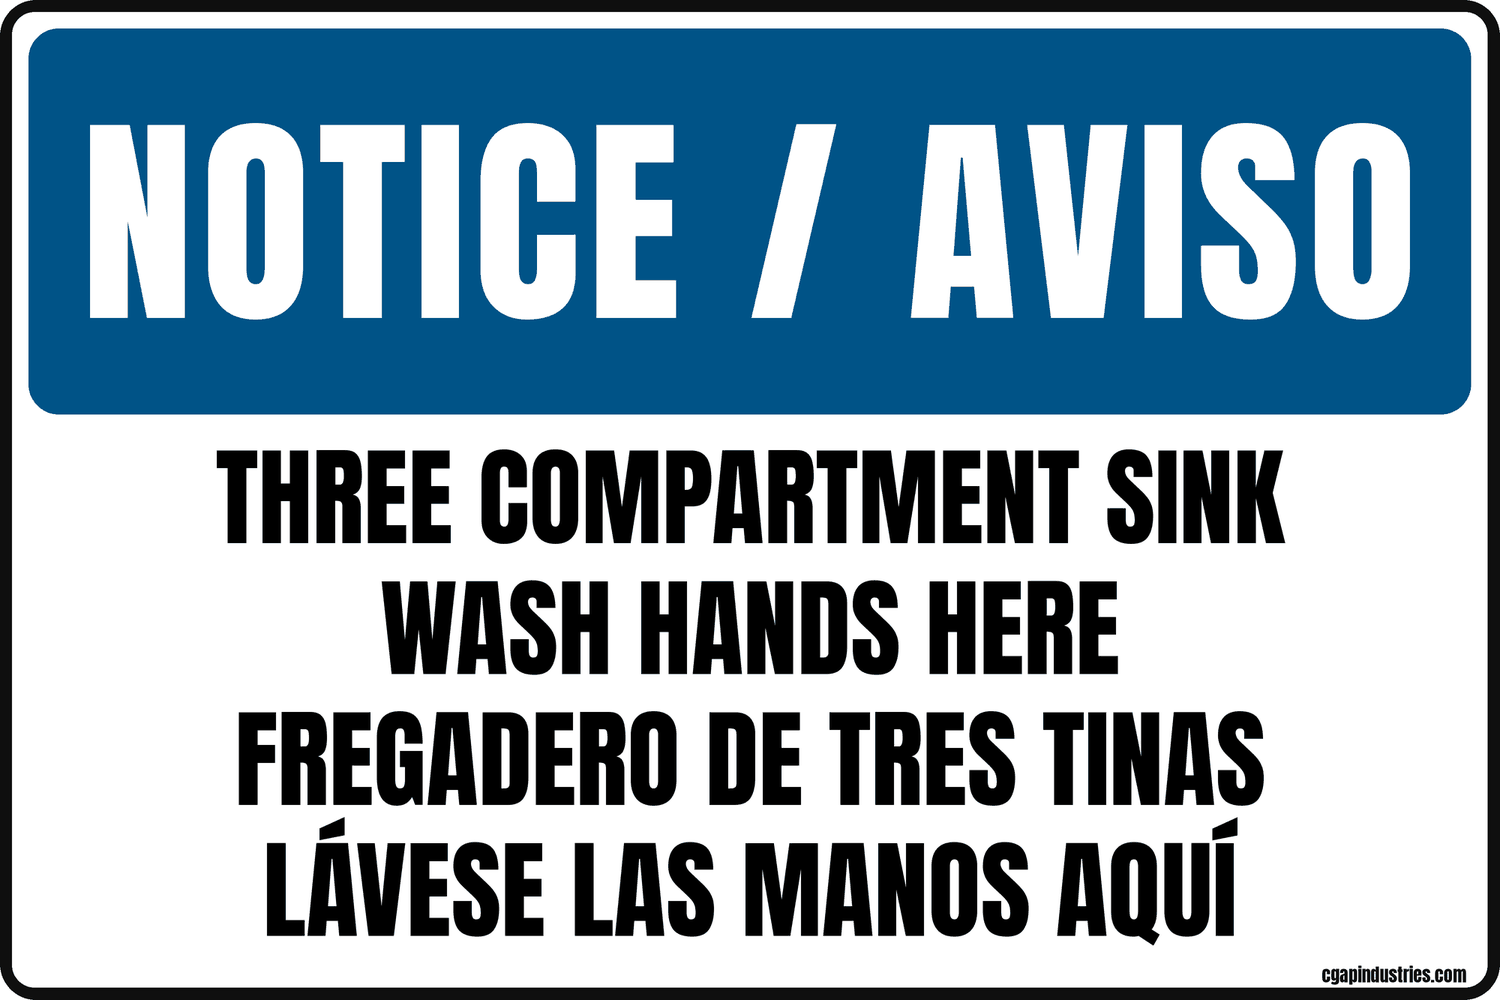 NOTICE / AVISO
THREE COMPARTMENT SINK
WASH HANDS HERE
FREGADERO DE TRES TINAS
LÁVESE LAS MANOS AQUÍ
cgapindustries.com